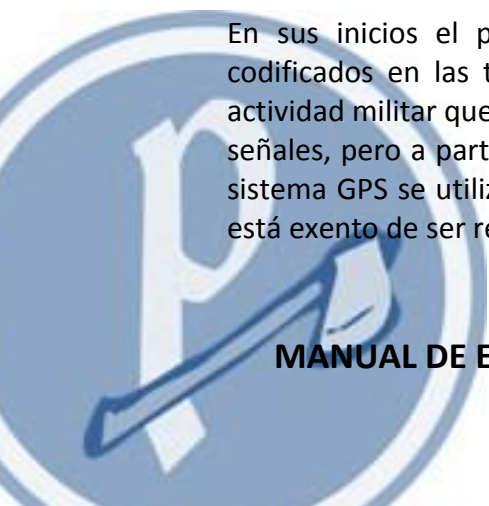 En sus inicios el p
codificados en las t
actividad militar que
señales, pero a part
sistema GPS se utiliz
está exento de ser re
P
MANUAL DE E